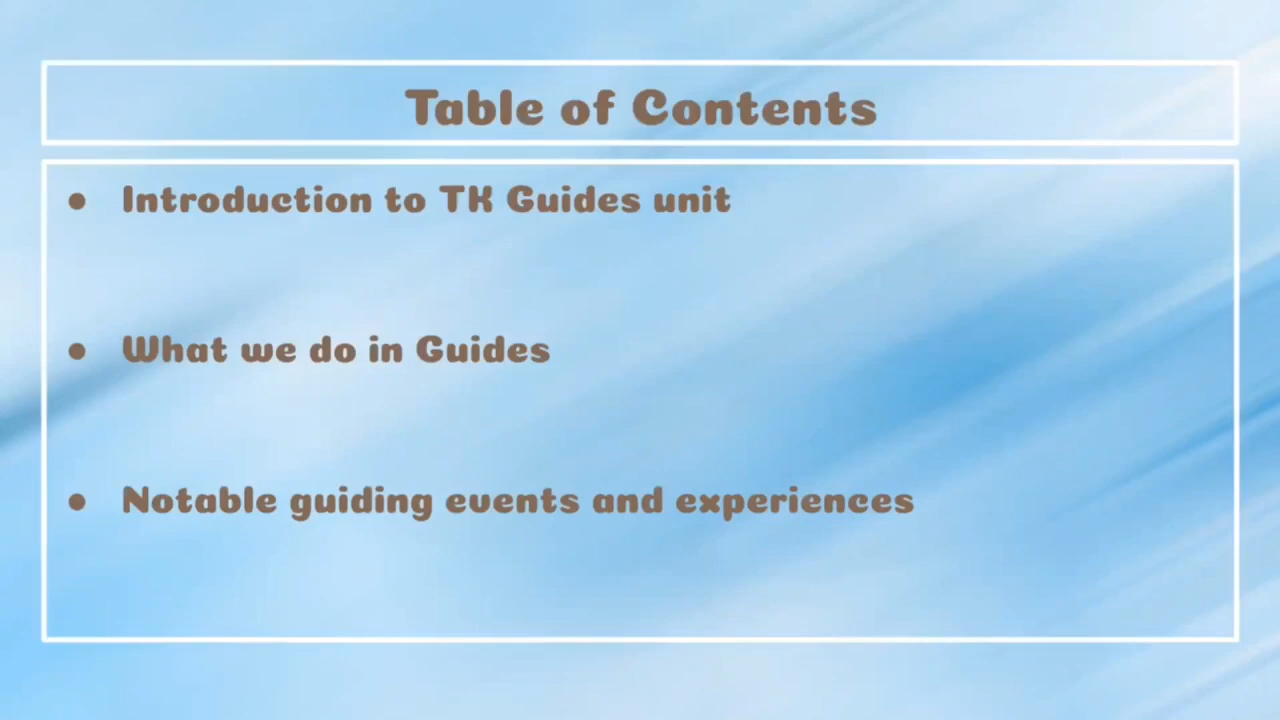 Table of Contents
● Introduction to TK Guides unit
● What we do in Guides
● Notable guiding events and experiences